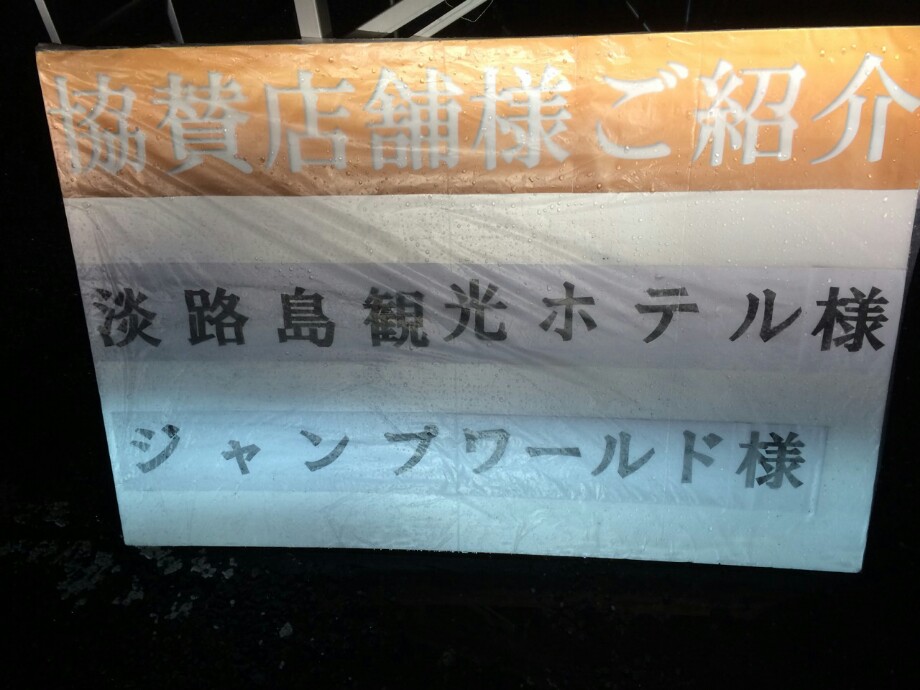 協賛店舗様ご紹介
淡路島観光ホテル様
ジャンプワールド様